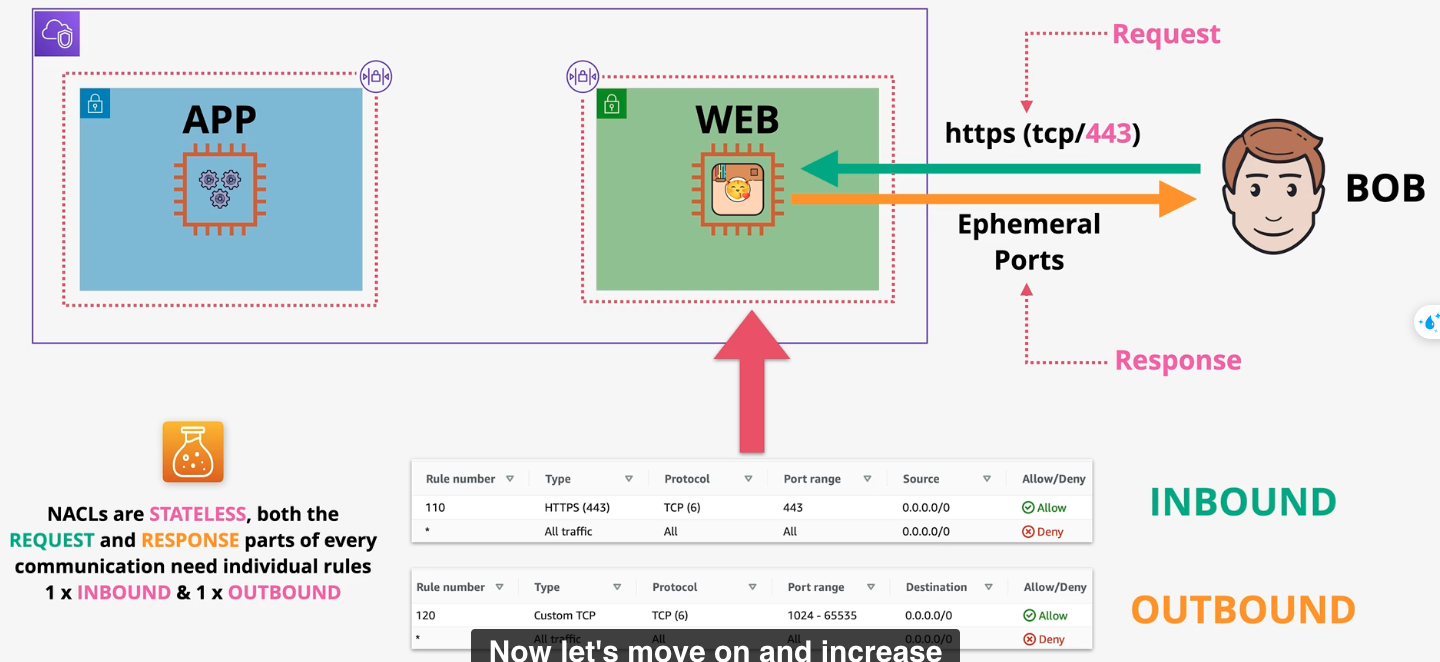 Request
APP
WEB
https (tcp/443)
BOB
Ephemeral
Ports
Response
NACLs are STATELESS, both the
REQUEST and RESPONSE parts of every
communication need individual rules
1 x INBOUND & 1 x OUTBOUND
Rule number Type Protocol Port range Source Allow/Deny
110 HTTPS (443) TCP (6) 443 0.0.0.0/0 Allow
* All traffic All All 0.0.0.0/0 Deny
INBOUND
Rule number Type Protocol Port range Destination Allow/Deny
120 Custom TCP TCP (6) 1024 - 65535 0.0.0.0/0 Allow
* All traffic All All 0.0.0.0/0 Deny
OUTBOUND
Now let's move on and increase